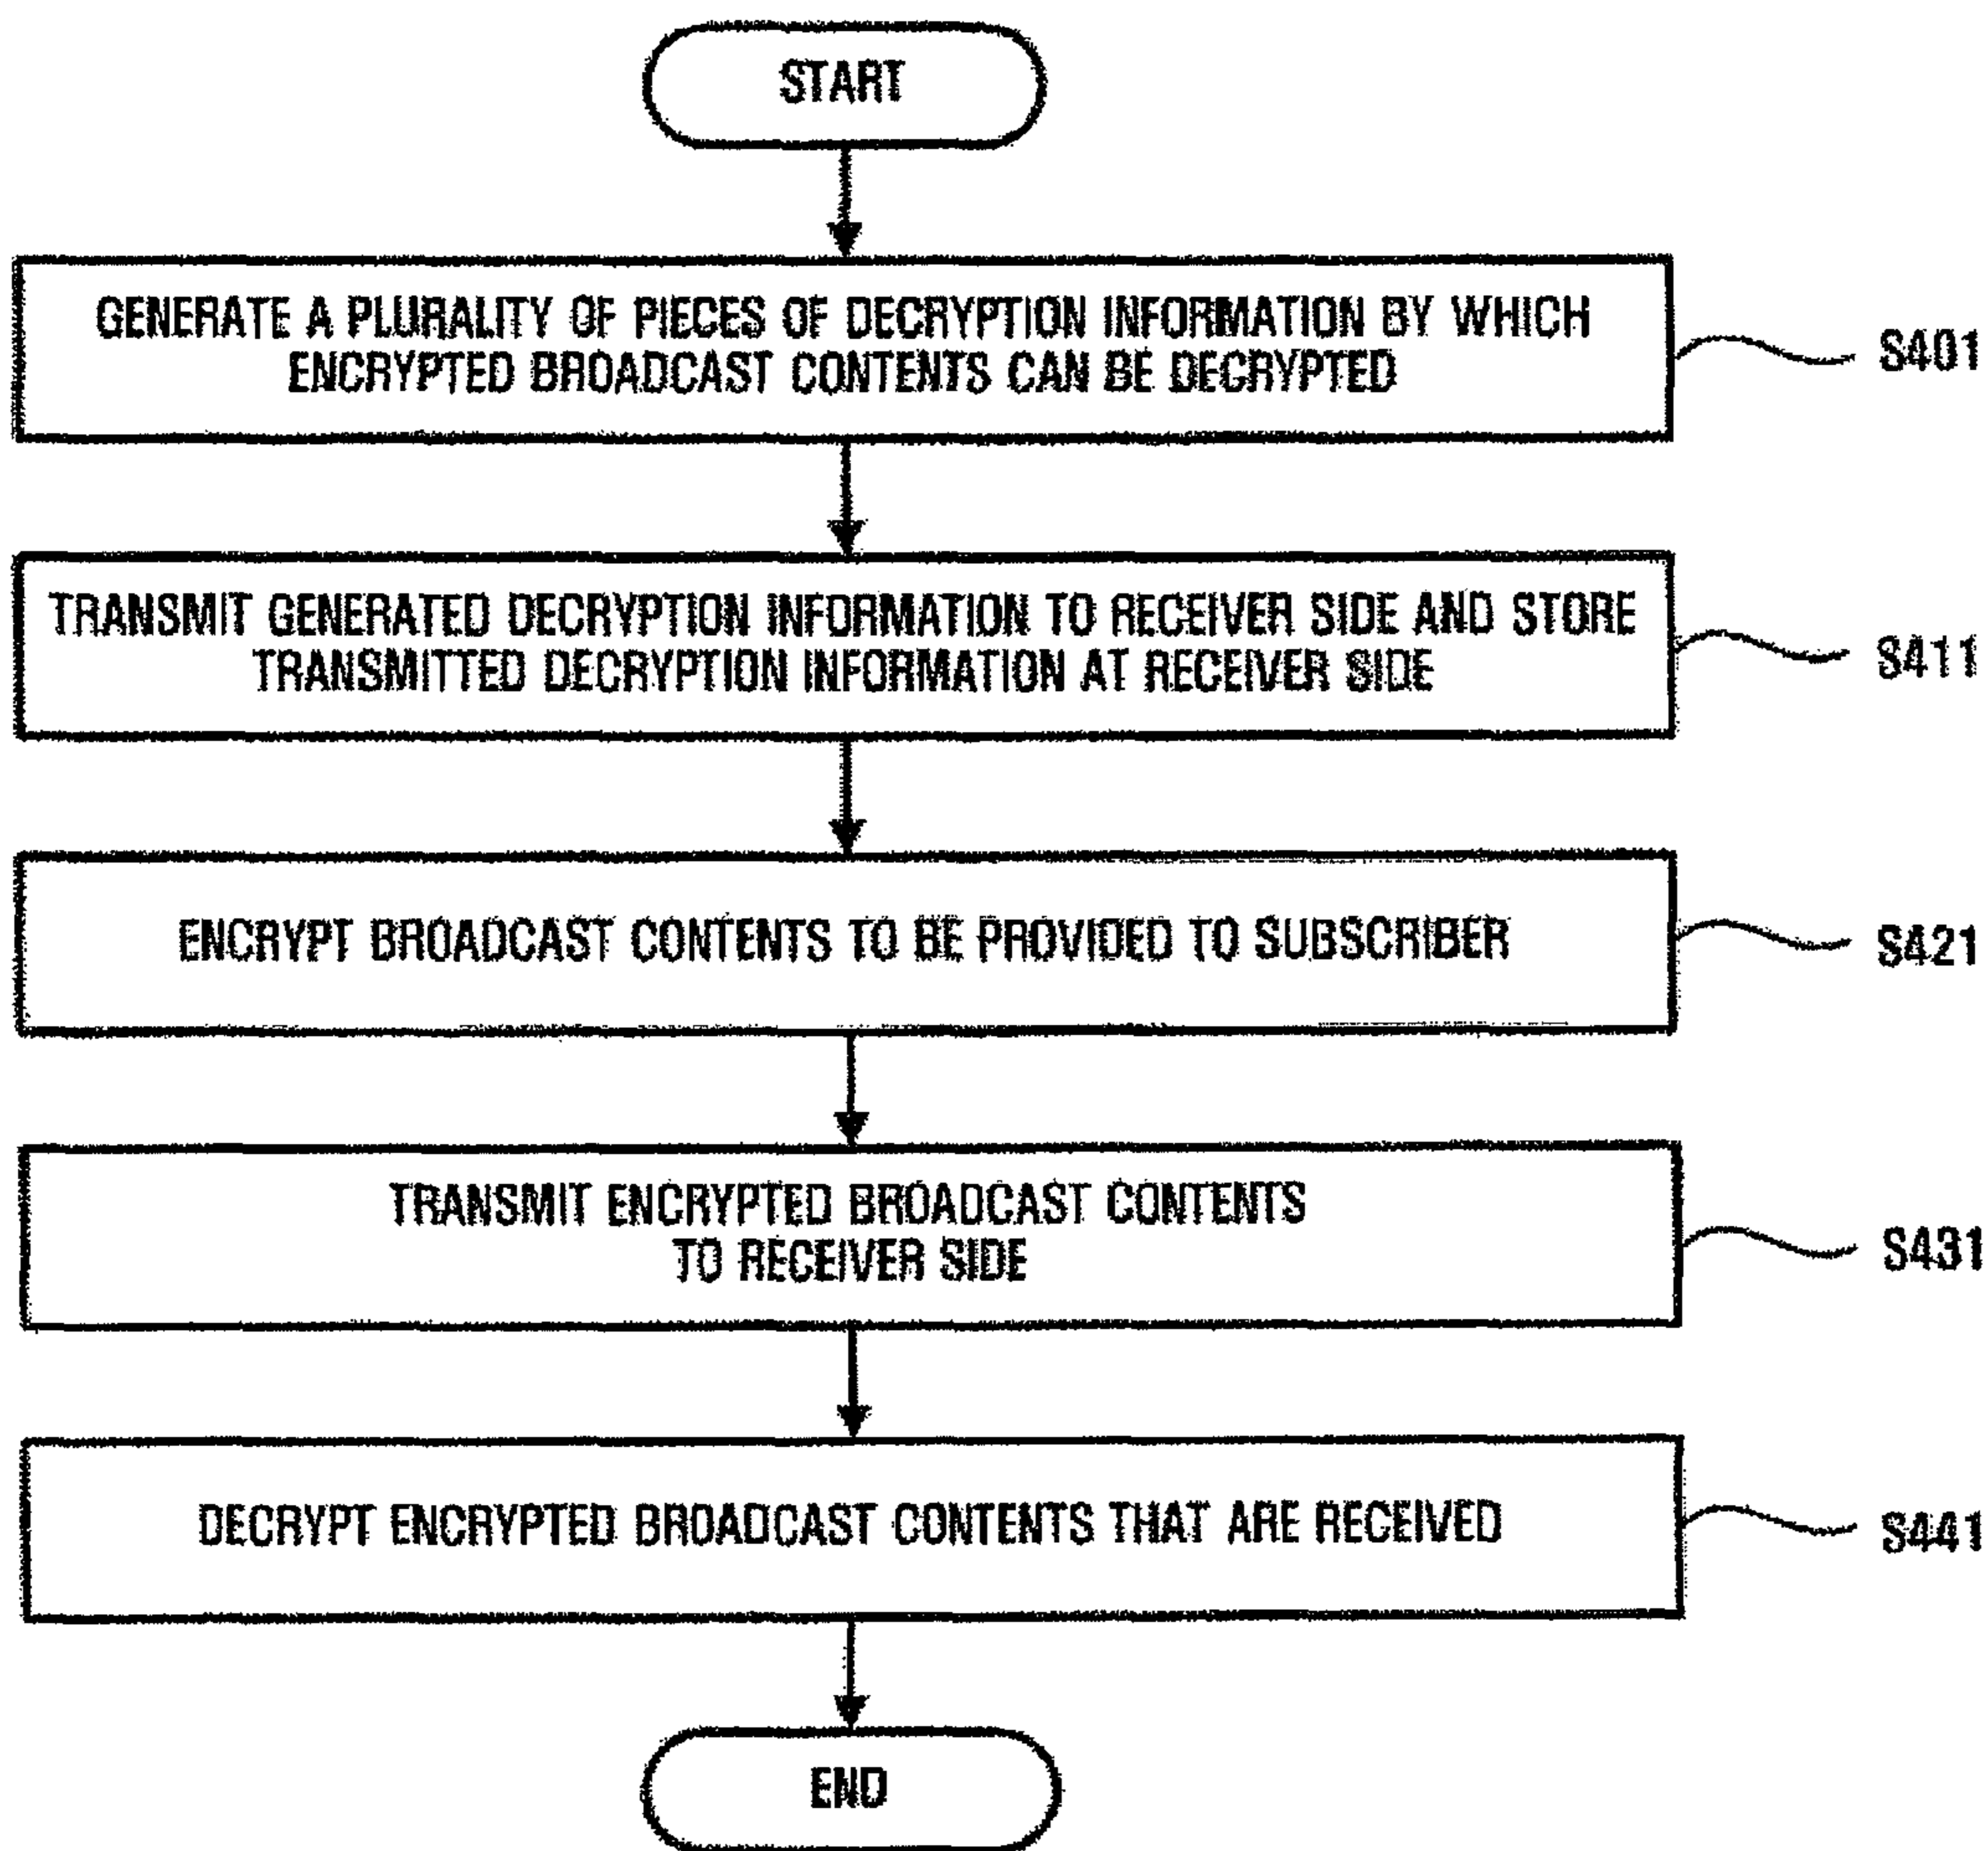 START
GENERATE A PLURALITY OF PIECES OF DECRYPTION INFORMATION BY WHICH
ENCRYPTED BROADCAST CONTENTS CAN BE DECRYPTED
S401
TRANSMIT GENERATED DECRYPTION INFORMATION TO RECEIVER SIDE AND STORE
TRANSMITTED DECRYPTION INFORMATION AT RECEIVER SIDE
S411
ENCRYPT BROADCAST CONTENTS TO BE PROVIDED TO SUBSCRIBER
S421
TRANSMIT ENCRYPTED BROADCAST CONTENTS
TO RECEIVER SIDE
S431
DECRYPT ENCRYPTED BROADCAST CONTENTS THAT ARE RECEIVED
S441
END